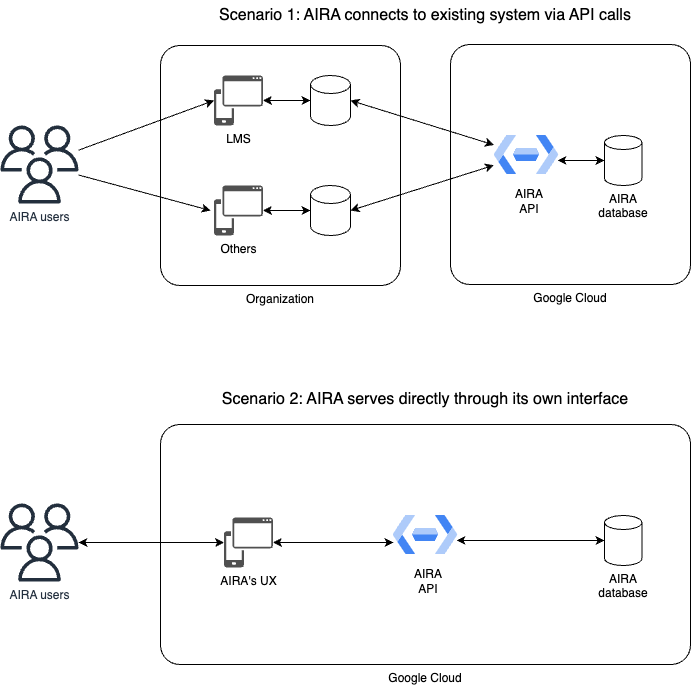 Scenario 1: AIRA connects to existing system via API calls
LMS
AIRA users
AIRA
API
AIRA
database
Others
Organization
Google Cloud
Scenario 2: AIRA serves directly through its own interface
AIRA users
AIRA's UX
AIRA
API
AIRA
database
Google Cloud